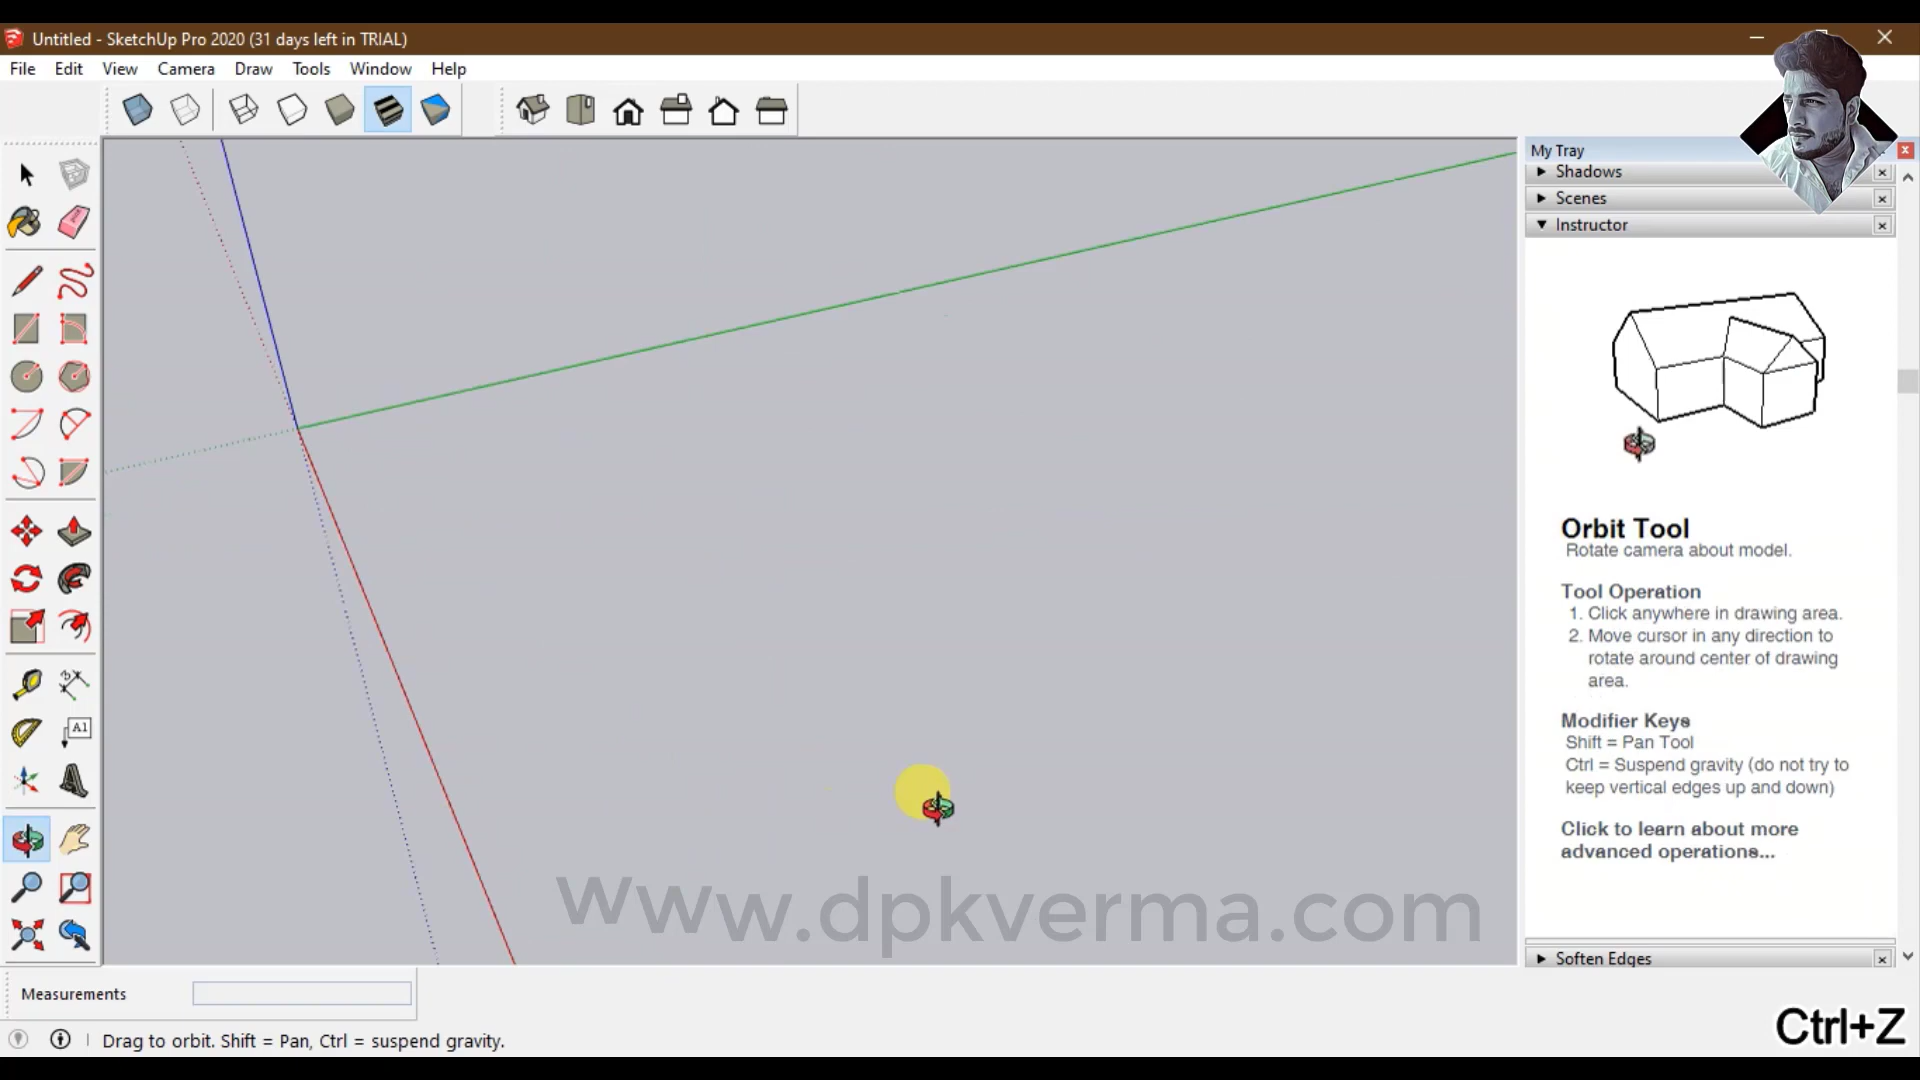 Untitled - SketchUp Pro 2020 (31 days left in TRIAL)
File Edit View Camera Draw Tools Window Help
My Tray
Shadows
Scenes
Instructor
Orbit Tool
Rotate camera about model.
Tool Operation
1. Click anywhere in drawing area.
2. Move cursor in any direction to
rotate around center of drawing
area.
Modifier Keys
Shift = Pan Tool
Ctrl = Suspend gravity (do not try to
keep vertical edges up and down)
Click to learn about more
advanced operations...
A1
www.dpkverma.com
Soften Edges
Measurements
Drag to orbit. Shift = Pan, Ctrl = suspend gravity.
Ctrl+Z